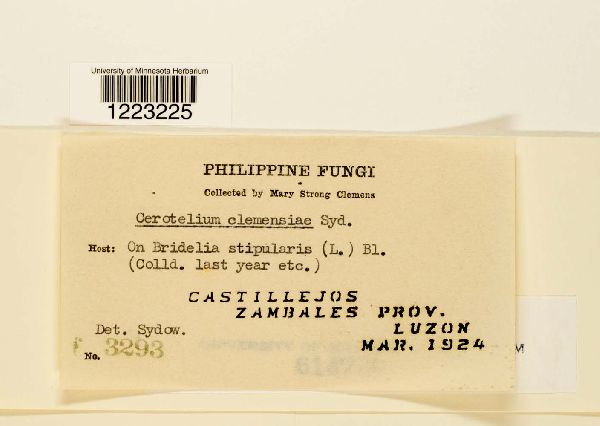 University of Minnesota Herbarium
1223225
PHILIPPINE FUNGI
Collected by Mary Strong Clemens
Cerotelium clemensiae Syd.
Host: On Bridelia stipularis (L.) Bl.
(Colld. last year etc.)
CASTILLEJOS
ZAMBALES PROV.
Det. Sydow. LUZON
MAR. 1924
No. 3293